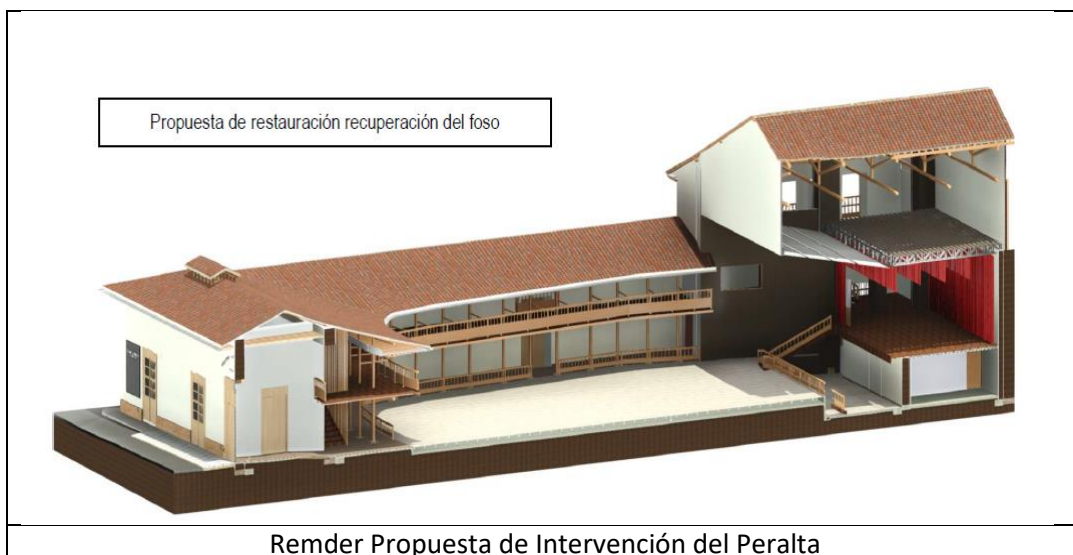 Propuesta de restauración recuperación del foso
Remder Propuesta de Intervención del Peralta